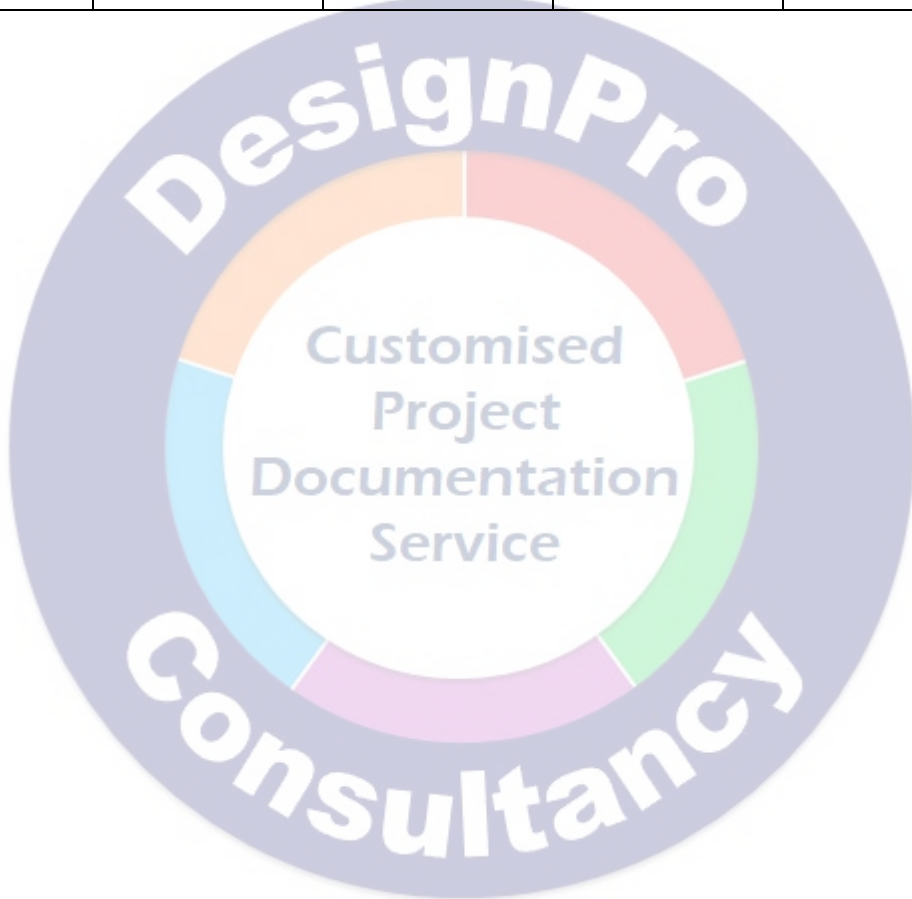 DesignPro
Customised
Project
Documentation
Service
Consultancy